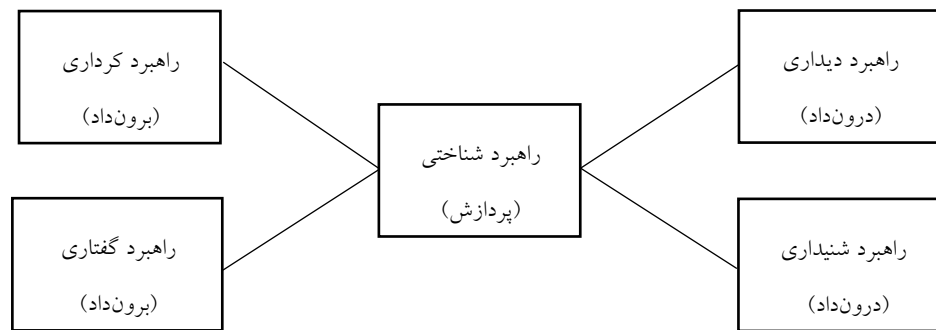 راهبرد دیداری
(درون‌داد)
راهبرد کرداری
(برون‌داد)
راهبرد شناختی
(پردازش)
راهبرد شنیداری
(درون‌داد)
راهبرد گفتاری
(برون‌داد)